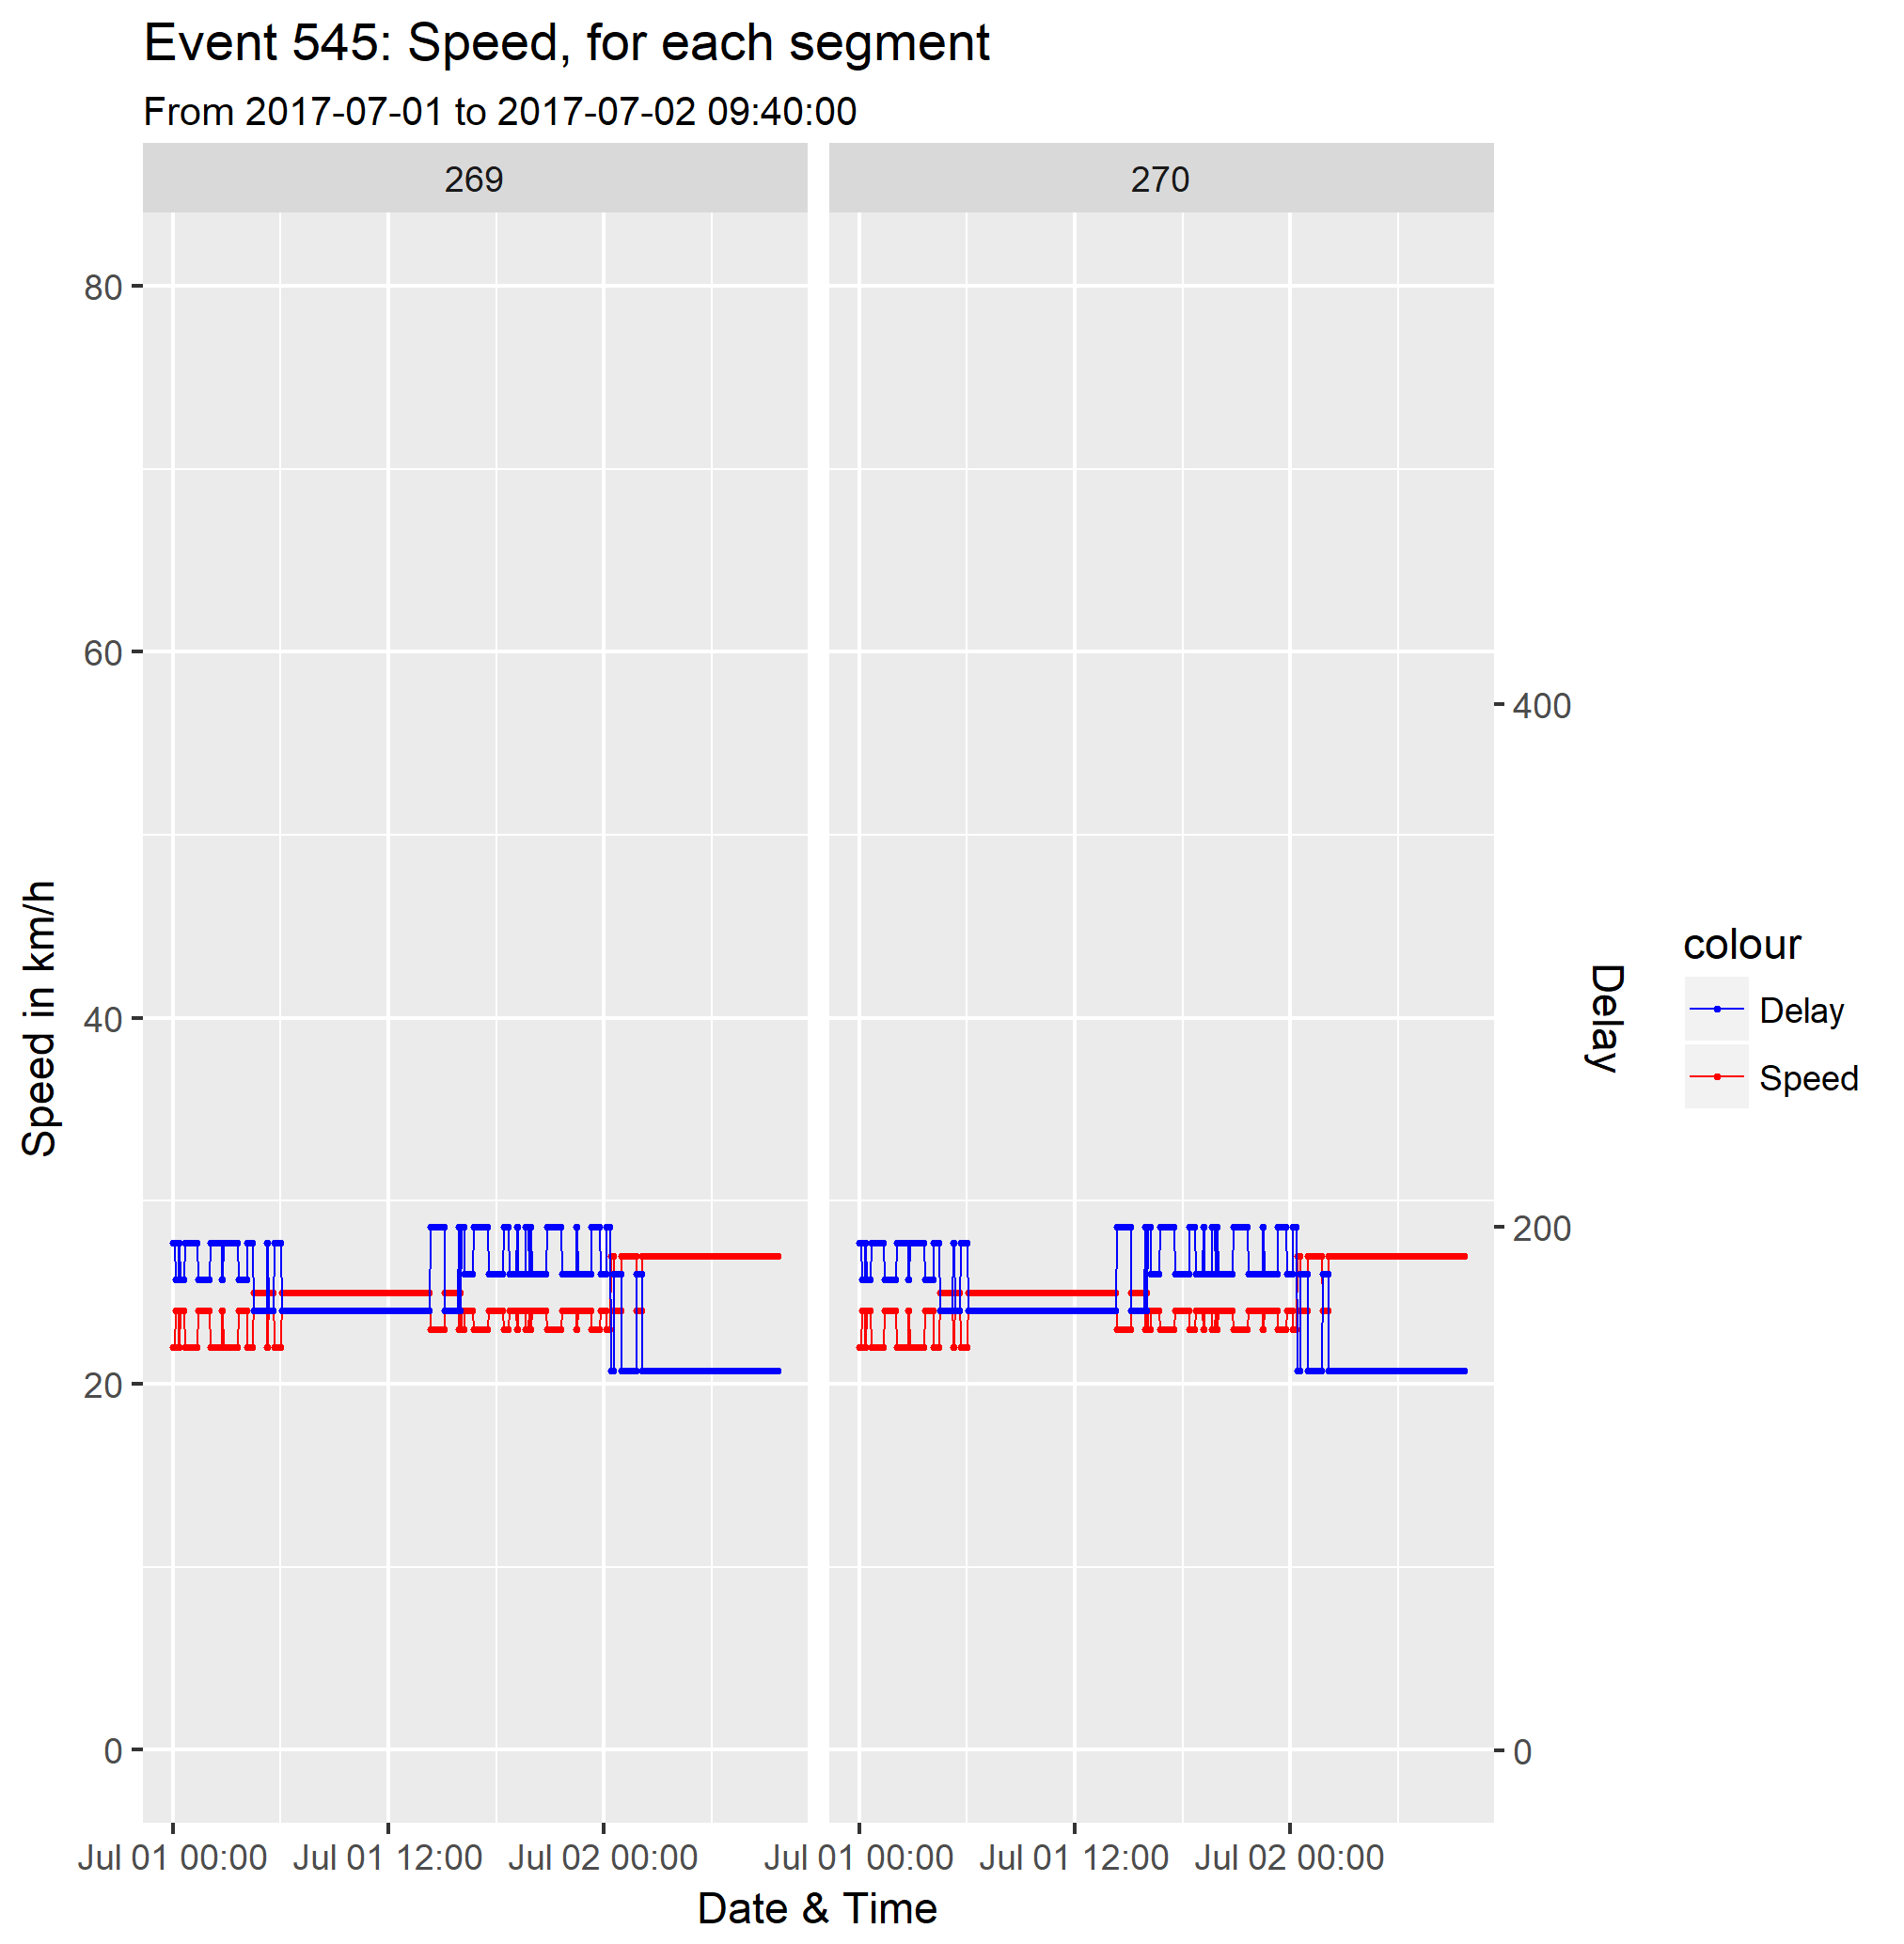 Event 545: Speed, for each segment
From 2017-07-01 to 2017-07-02 09:40:00
269
270
80
60
40
20
0
Speed in km/h
400
200
0
Delay
colour
Delay
Speed
Jul 01 00:00
Jul 01 12:00
Jul 02 00:00
Jul 01 00:00
Jul 01 12:00
Jul 02 00:00
Date & Time